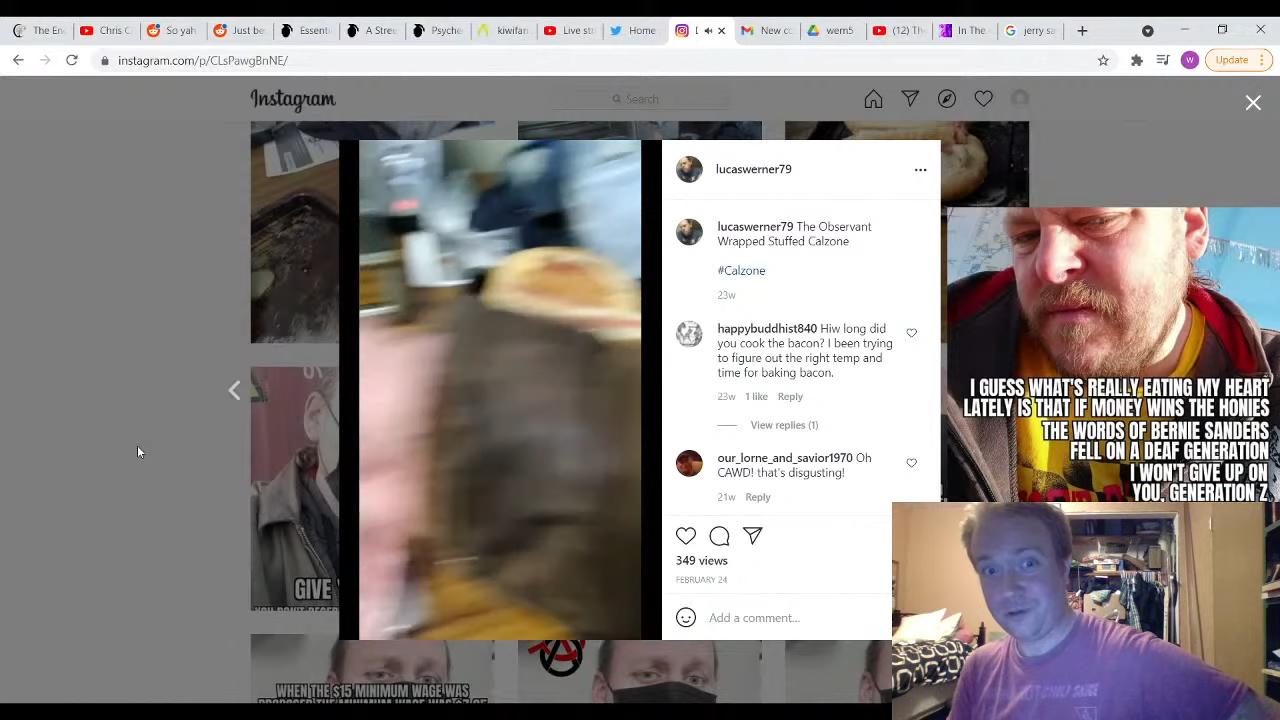 The En
Chris C
So yah
Just be
Essenti
A Stree
Psyche
kiwifar
Live st
Home
New co
wern5
(12) Th
In The
jerry sa
instagram.com/p/CLsPawgBnNE/
W
Update
Instagram
Search
lucaswerner79
lucaswerner79 The Observant
Wrapped Stuffed Calzone
#Calzone
23w
happybuddhist840 Hiw long did
you cook the bacon? I been trying
to figure out the right temp and
time for baking bacon.
23w 1 like Reply
View replies (1)
our_lorne_and_savior1970 Oh
CAWD! that's disgusting!
21w Reply
349 views
FEBRUARY 24
Add a comment...
I GUESS WHAT'S REALLY EATING MY HEART
LATELY IS THAT IF MONEY WINS THE HONIES
THE WORDS OF BERNIE SANDERS
FELL ON A DEAF GENERATION
I WON'T GIVE UP ON
YOU, GENERATION Z
GIVE
WHEN THE $15 MINIMUM WAGE WAS